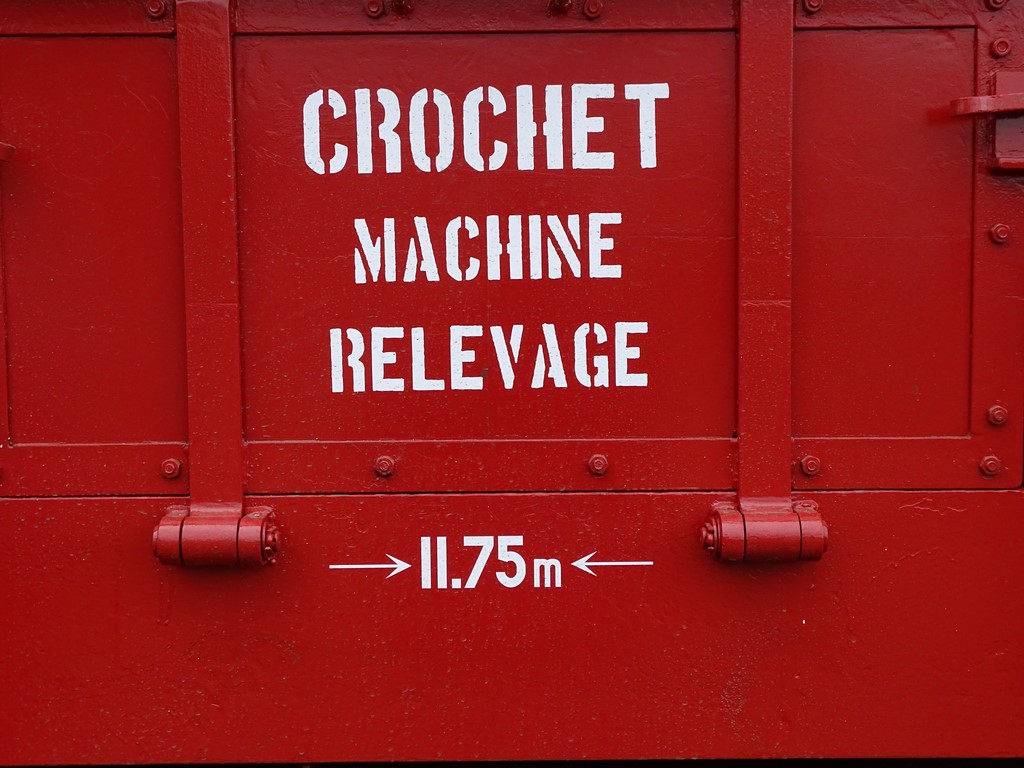 CROCHET
MACHINE
RELEVAGE
11.75m